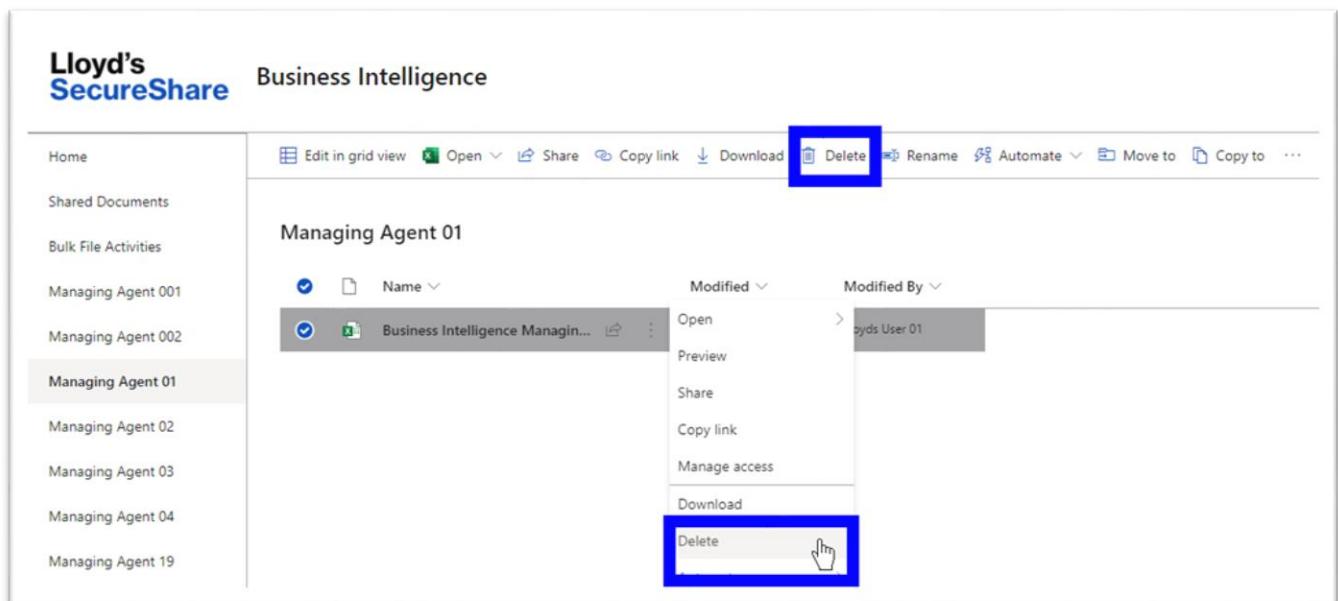 Lloyd's
SecureShare
Business Intelligence
Home
Shared Documents
Bulk File Activities
Managing Agent 001
Managing Agent 002
Managing Agent 01
Managing Agent 02
Managing Agent 03
Managing Agent 04
Managing Agent 19
Edit in grid view Open Share Copy link Download Delete Rename Automate Move to Copy to ...
Managing Agent 01
Name Modified Modified By
Business Intelligence Managin... User 01
Open
Preview
Share
Copy link
Manage access
Download
Delete